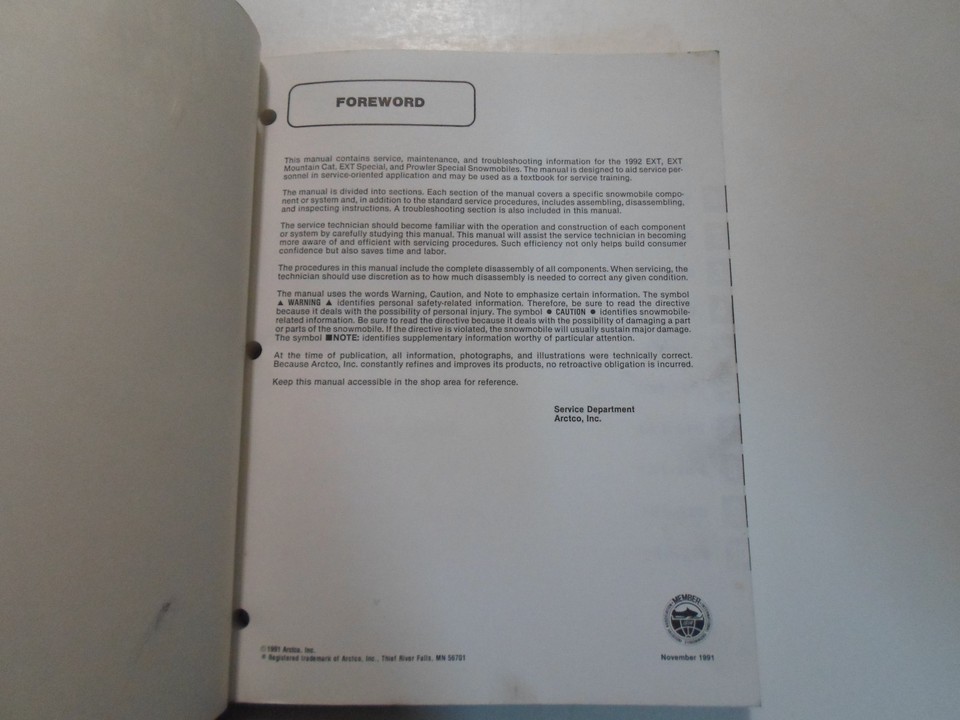 FOREWORD
This manual contains service, maintenance, and troubleshooting information for the 1992 EXT, EXT
Mountain Cat, EXT Special, and Prowler Special Snowmobiles. The manual is designed to aid service per-
sonnel in service-oriented application and may be used as a textbook for service training.
The manual is divided into sections. Each section of the manual covers a specific snowmobile compo-
nent or system and, in addition to the standard service procedures, includes assembling, disassembling,
and inspecting instructions. A troubleshooting section is also included in this manual.
The service technician should become familiar with the operation and construction of each component
or system by carefully studying this manual. This manual will assist the service technician in becoming
more aware of and efficient with servicing procedures. Such efficiency not only helps build consumer
confidence but also saves time and labor.
The procedures in this manual include the complete disassembly of all components. When servicing, the
technician should use discretion as to how much disassembly is needed to correct any given condition.
The manual uses the words Warning, Caution, and Note to emphasize certain information. The symbol
▲ WARNING ▲ identifies personal safety-related information. Therefore, be sure to read the directive
because it deals with the possibility of personal injury. The symbol ● CAUTION ● identifies snowmobile-
related information. Be sure to read the directive because it deals with the possibility of damaging a part
or parts of the snowmobile. If the directive is violated, the snowmobile will usually sustain major damage.
The symbol ■NOTE: identifies supplementary information worthy of particular attention.
At the time of publication, all information, photographs, and illustrations were technically correct.
Because Arctco, Inc. constantly refines and improves its products, no retroactive obligation is incurred.
Keep this manual accessible in the shop area for reference.
Service Department
Arctco, Inc.
MEMBER
©1991 Arctco, Inc.
® Registered trademark of Arctco, Inc., Thief River Falls, MN 56701
November 1991